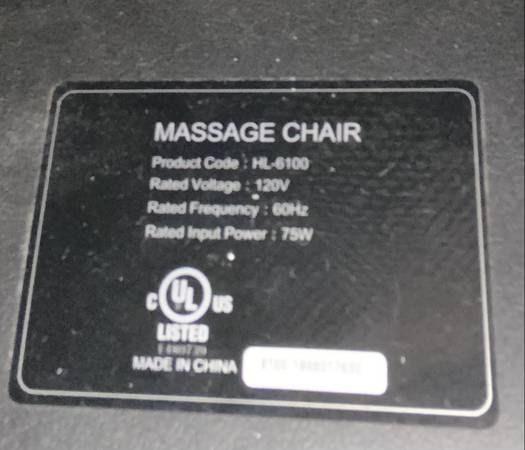 MASSAGE CHAIR
Product Code : HL-6100
Rated Voltage : 120V
Rated Frequency : 60Hz
Rated Input Power : 75W
C UL US
LISTED
MADE IN CHINA